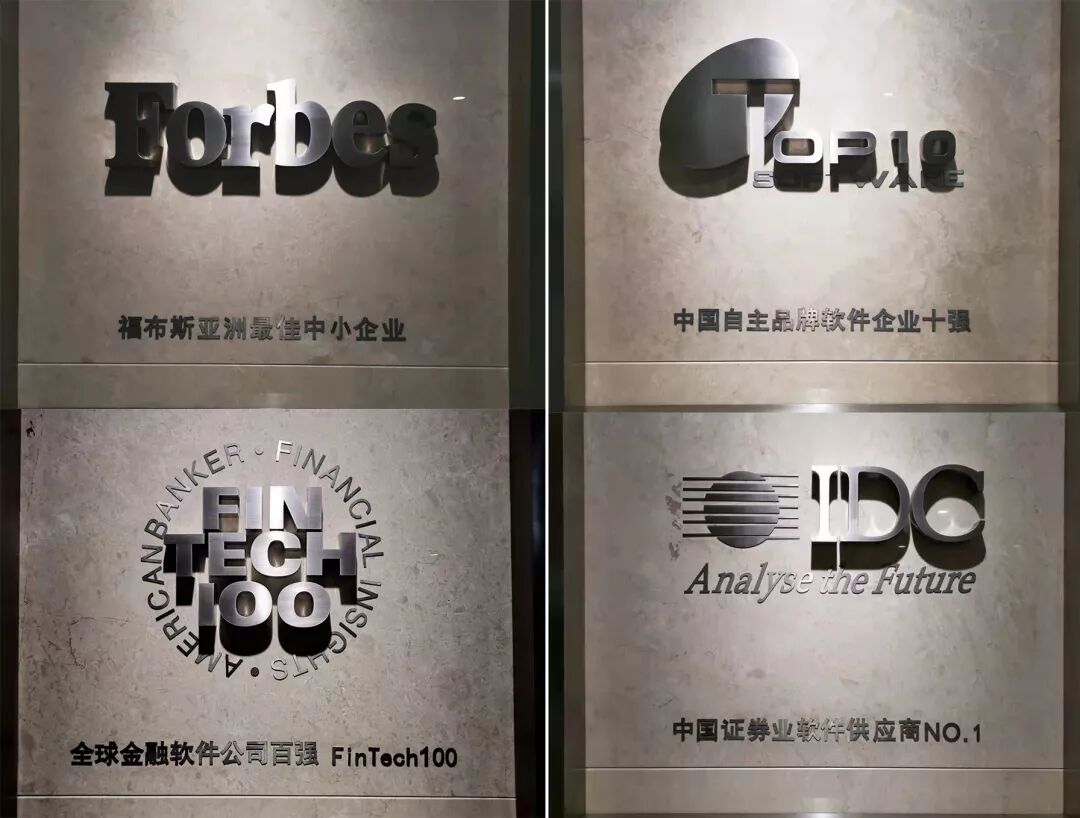 Forbes
福布斯亚洲最佳中小企业
TOP10
SOFTWARE
中国自主品牌软件企业十强
AMERICAN BANKER · FINANCIAL INSIGHTS ·
FIN
TECH
100
全球金融软件公司百强 FinTech100
IDC
Analyse the Future
中国证券业软件供应商NO.1